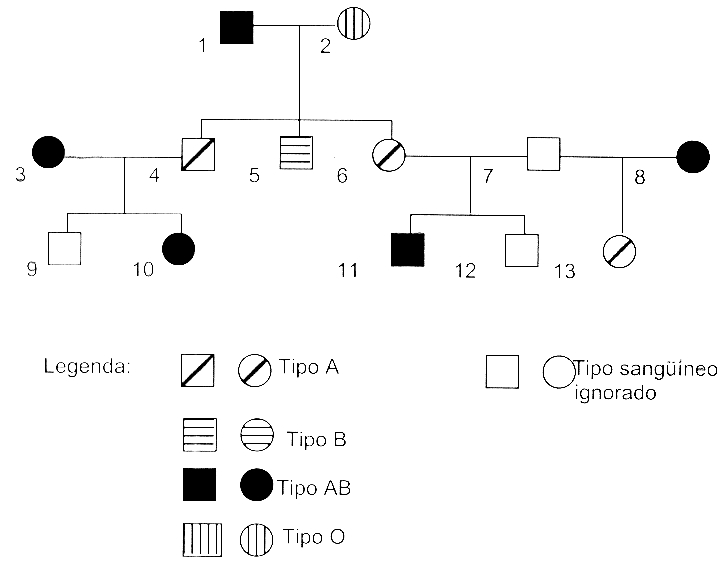 1 2
3 4 5 6 7 8
9 10 11 12 13
Legenda:
Tipo A
Tipo B
Tipo AB
Tipo O
Tipo sangüíneo
ignorado